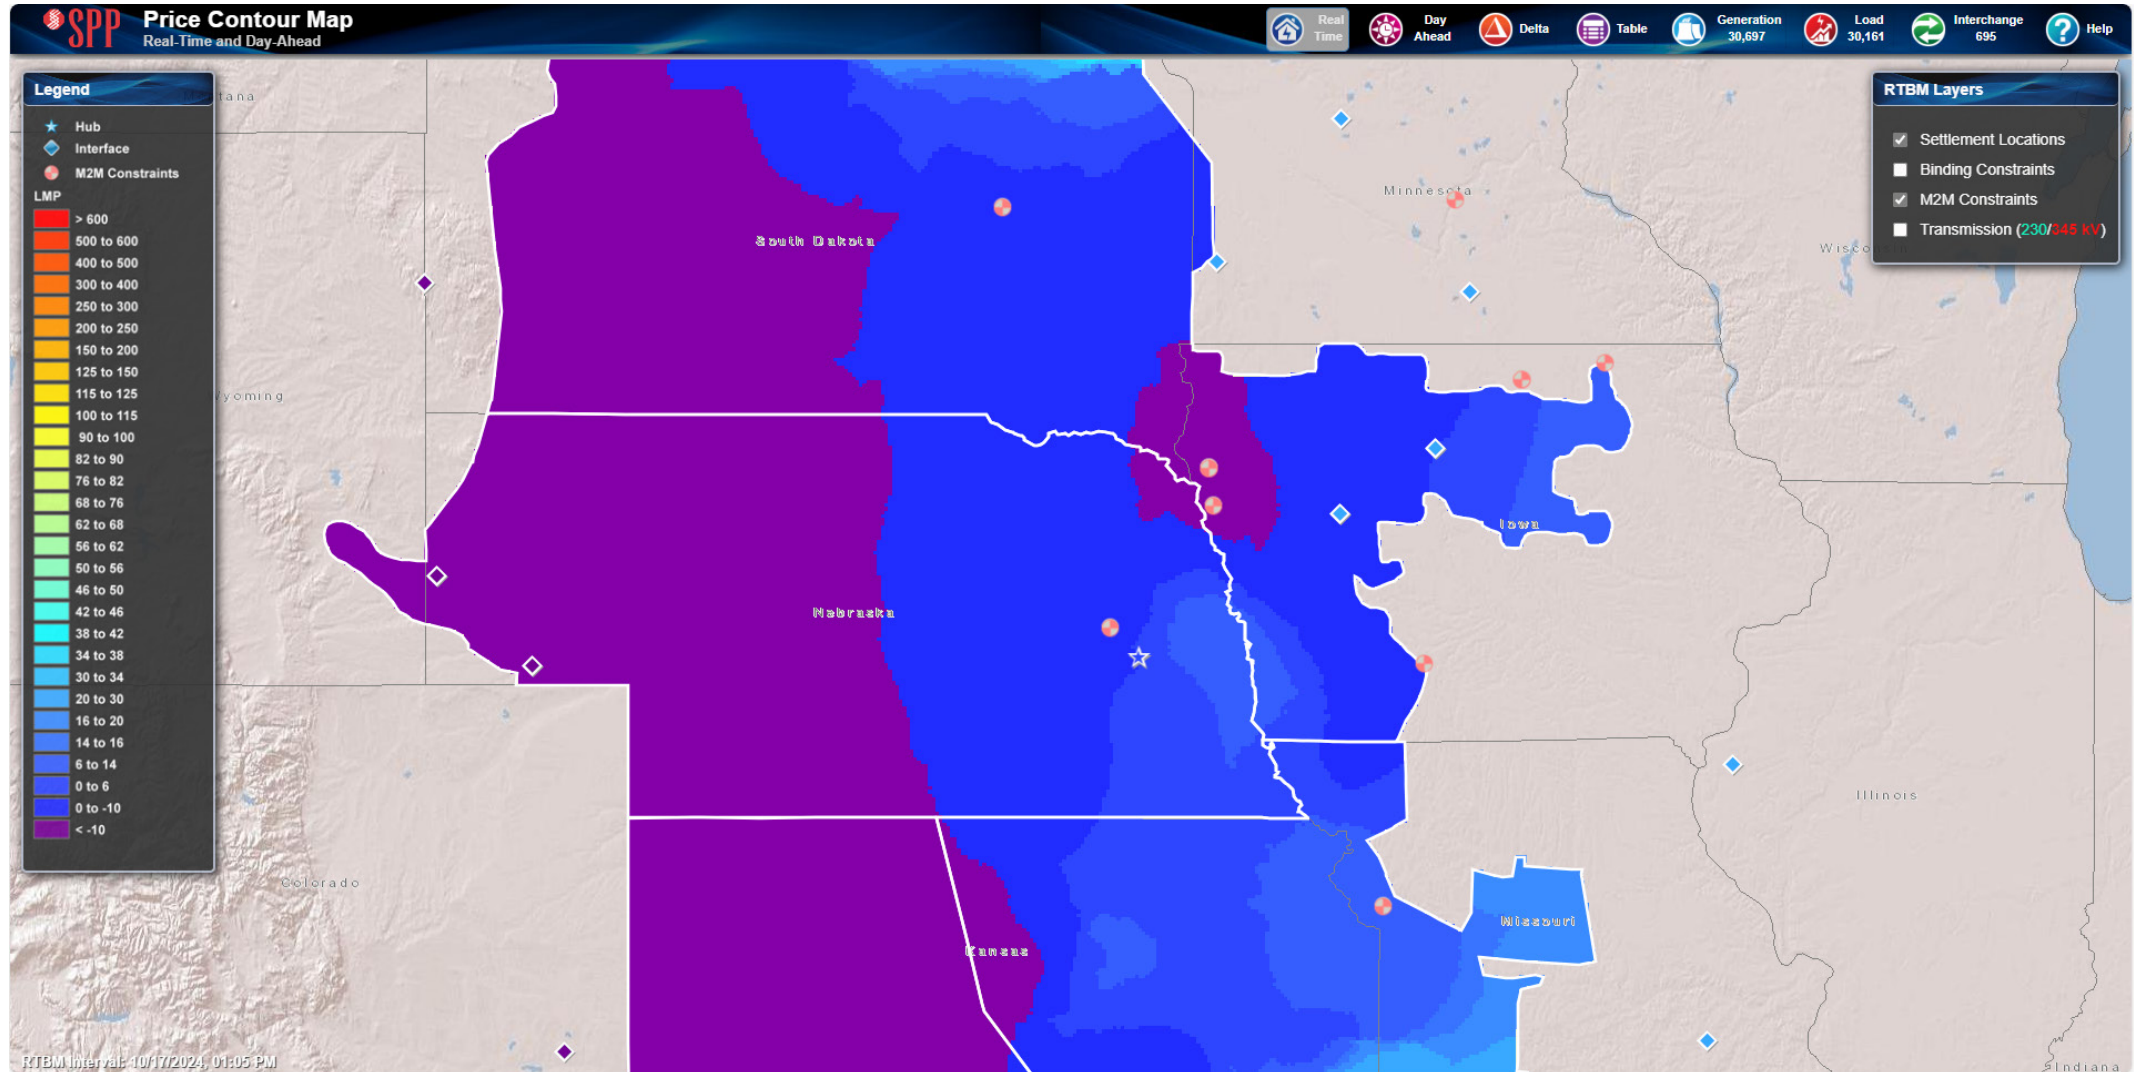 SPP
Price Contour Map
Real-Time and Day-Ahead
Real Time
Day Ahead
Delta
Table
Generation 30,697
Load 30,161
Interchange 695
Help
Legend
Hub
Interface
M2M Constraints
LMP
> 600
500 to 600
400 to 500
300 to 400
250 to 300
200 to 250
150 to 200
125 to 150
115 to 125
100 to 115
90 to 100
82 to 90
76 to 82
68 to 76
62 to 68
56 to 62
50 to 56
46 to 50
42 to 46
38 to 42
34 to 38
30 to 34
20 to 30
16 to 20
14 to 16
6 to 14
0 to 6
0 to -10
< -10
RTBM Layers
Settlement Locations
Binding Constraints
M2M Constraints
Transmission (230/345 kV)
Minnesota
South Dakota
Nebraska
Iowa
Illinois
Colorado
Missouri
Kansas
RTBM Interval: 10/17/2024, 01:05 PM
Indiana